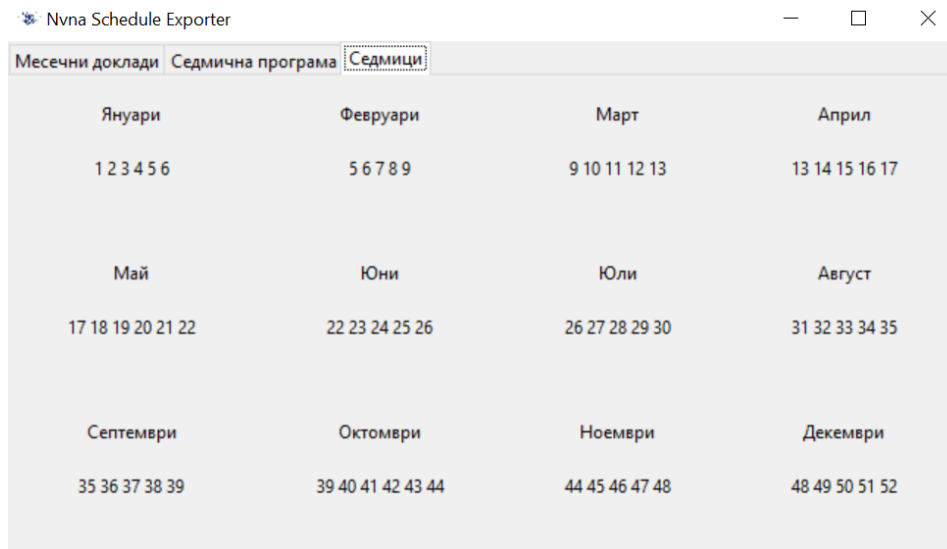 Nvna Schedule Exporter
Месечни доклади Седмична програма Седмици
Януари Февруари Март Април
1 2 3 4 5 6 5 6 7 8 9 9 10 11 12 13 13 14 15 16 17
Май Юни Юли Август
17 18 19 20 21 22 22 23 24 25 26 26 27 28 29 30 31 32 33 34 35
Септември Октомври Ноември Декември
35 36 37 38 39 39 40 41 42 43 44 44 45 46 47 48 48 49 50 51 52